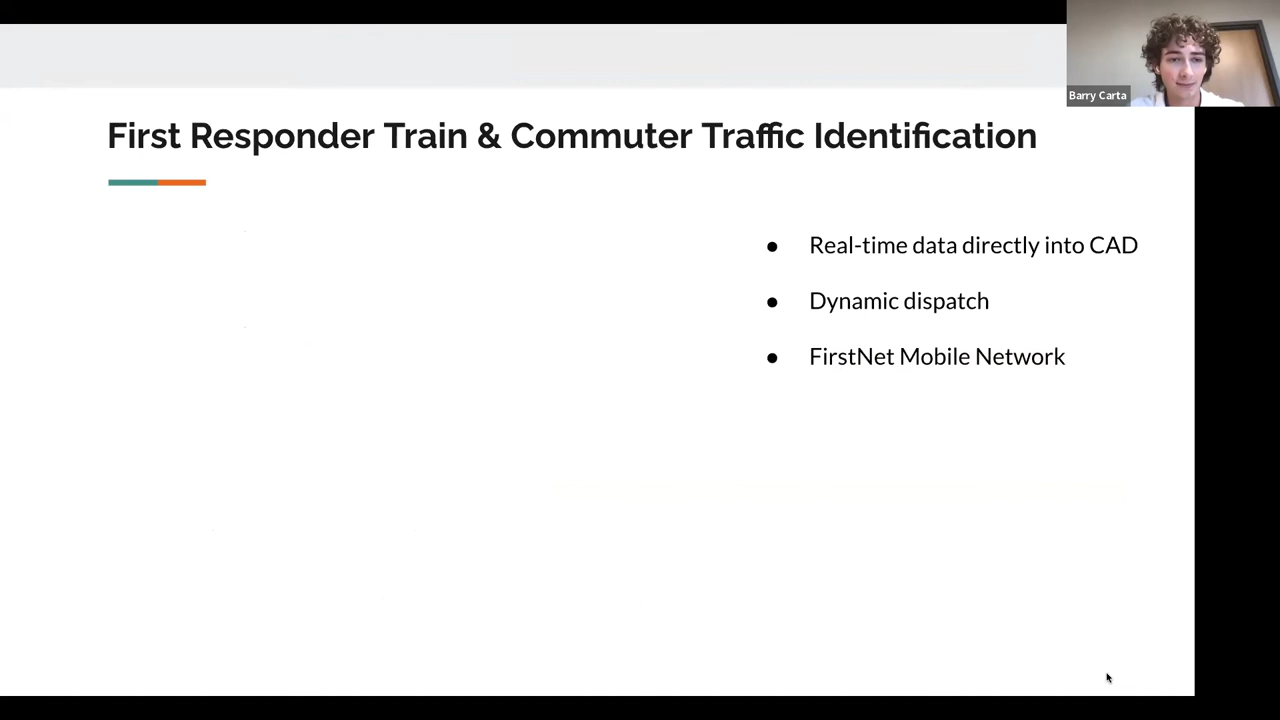 Barry Carta
First Responder Train & Commuter Traffic Identification
● Real-time data directly into CAD
● Dynamic dispatch
● FirstNet Mobile Network